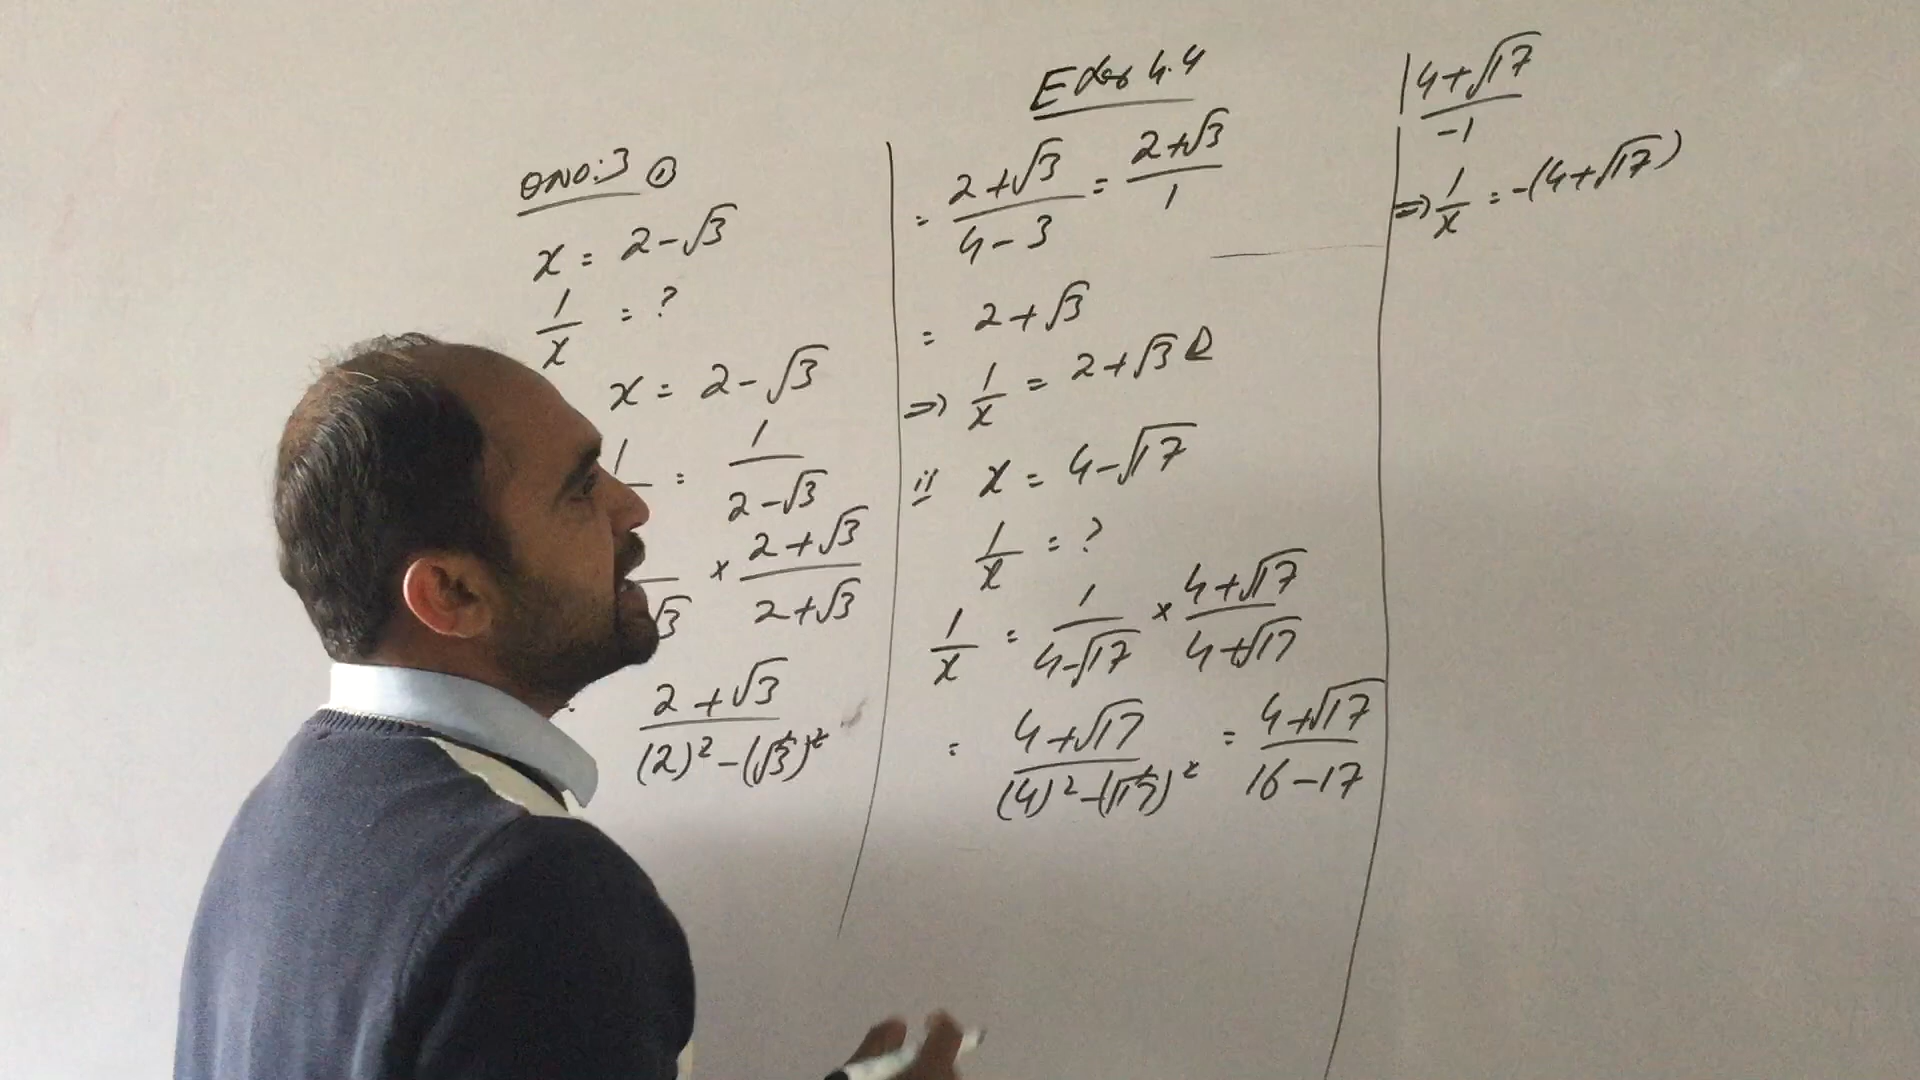 Exer 4.4
QNO:3 ①
x = 2-√3
1/x = ?
x = 2-√3
1/ = 1/(2-√3)
/√3 × (2+√3)/(2+√3)
(2+√3)/((2)²-(√3)²)
= (2+√3)/(4-3) = (2+√3)/1
= 2+√3
=> 1/x = 2+√3
ii x = 4-√17
1/x = ?
1/x = 1/(4-√17) × (4+√17)/(4+√17)
= (4+√17)/((4)²-(√17)²) = (4+√17)/(16-17)
(4+√17)/-1
=> 1/x = -(4+√17)